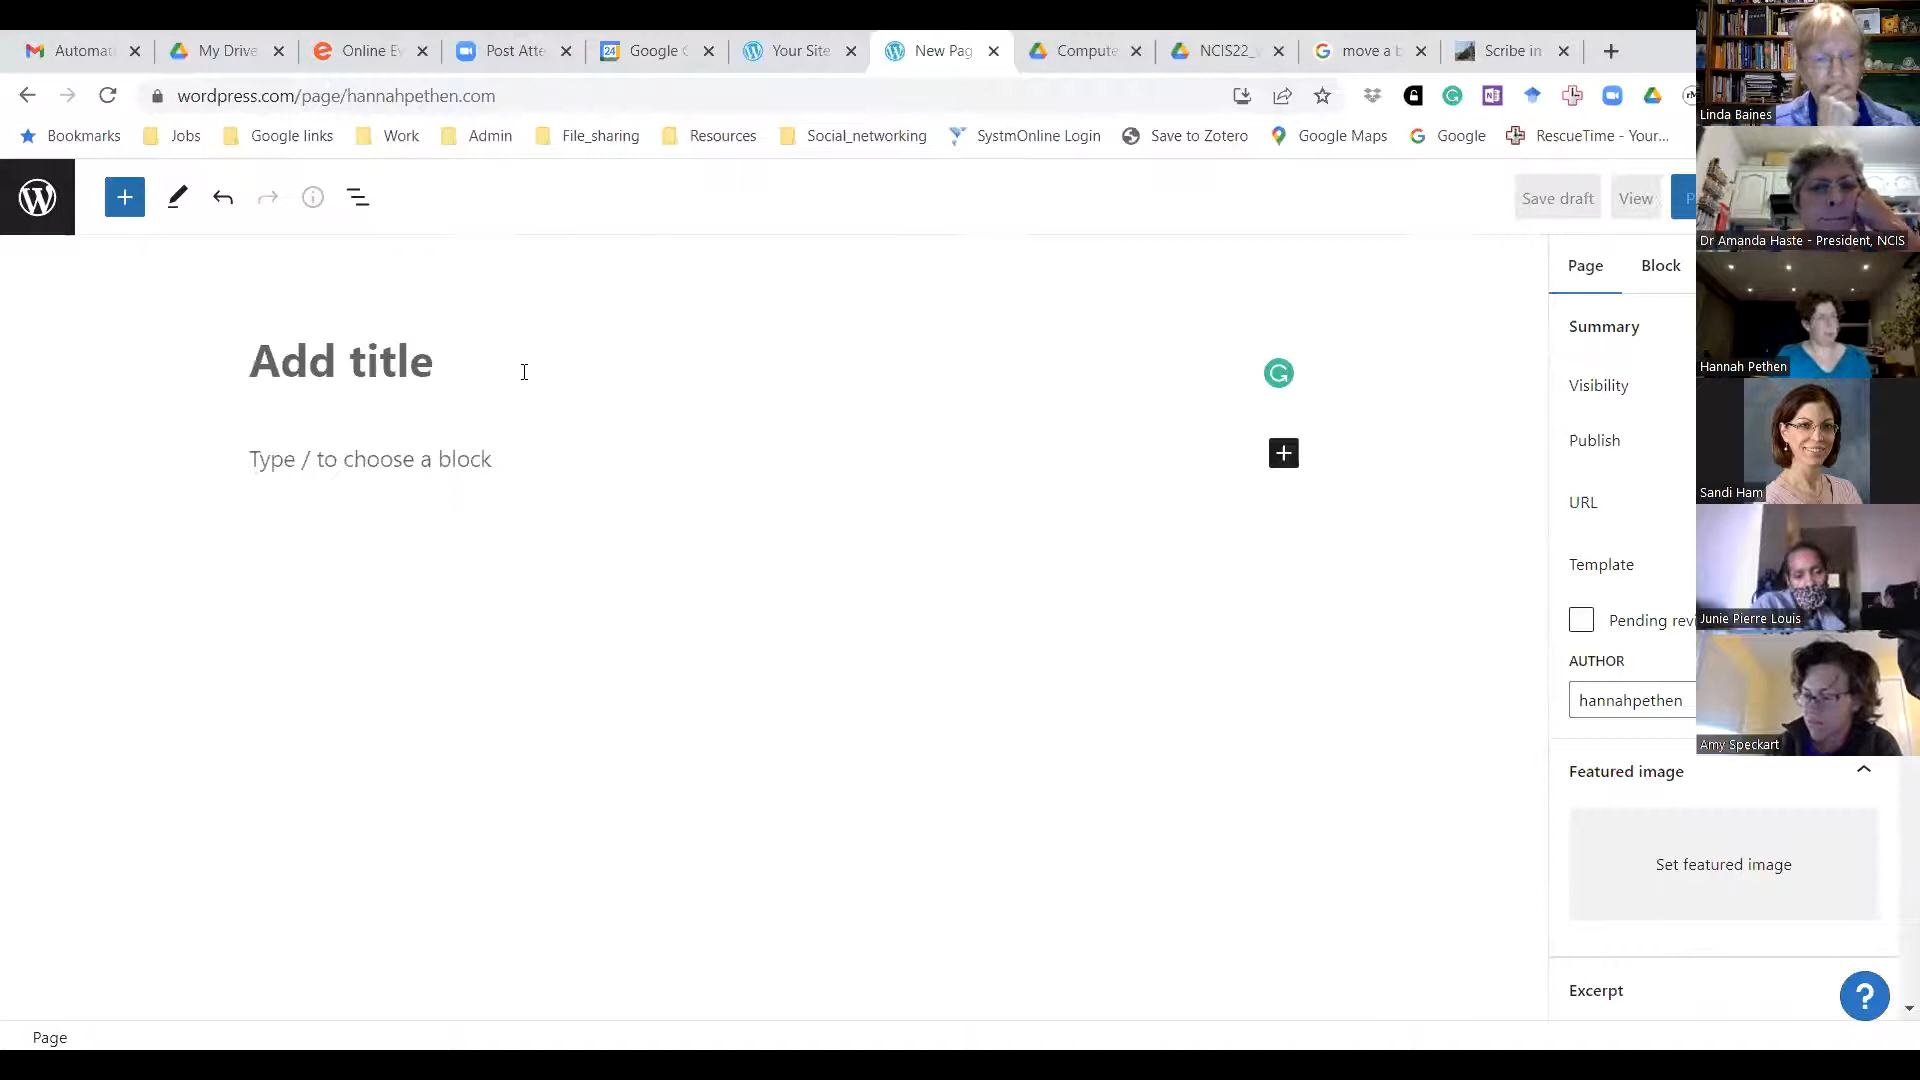 Automat
My Drive
Online Ev
Post Atte
Google C
Your Site
New Pag
Compute
NCIS22_
move a b
Scribe in
wordpress.com/page/hannahpethen.com
Bookmarks
Jobs
Google links
Work
Admin
File_sharing
Resources
Social_networking
SystmOnline Login
Save to Zotero
Google Maps
Google
RescueTime - Your...
Save draft
View
P
Page
Block
Add title
Type / to choose a block
Summary
Visibility
Publish
URL
Template
Pending revi
AUTHOR
hannahpethen
Featured image
Set featured image
Excerpt
?
Page
Linda Baines
Dr Amanda Haste - President, NCIS
Hannah Pethen
Sandi Ham
Junie Pierre Louis
Amy Speckart